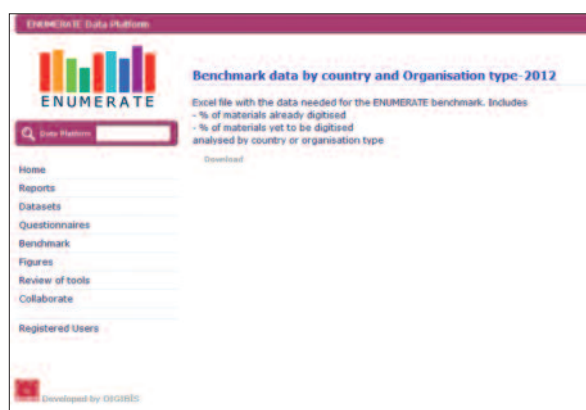 ENUMERATE Data Platform
ENUMERATE
Data Platform
Home
Reports
Datasets
Questionnaires
Benchmark
Figures
Review of tools
Collaborate
Registered Users
Developed by DIGIBÍS
Benchmark data by country and Organisation type-2012
Excel file with the data needed for the ENUMERATE benchmark. Includes
- % of materials already digitised
- % of materials yet to be digitised
analysed by country or organisation type
Download